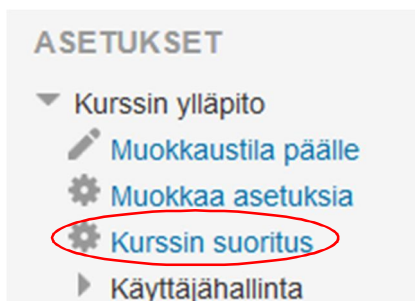 ASETUKSET
Kurssin ylläpito
Muokkaustila päälle
Muokkaa asetuksia
Kurssin suoritus
Käyttäjähallinta